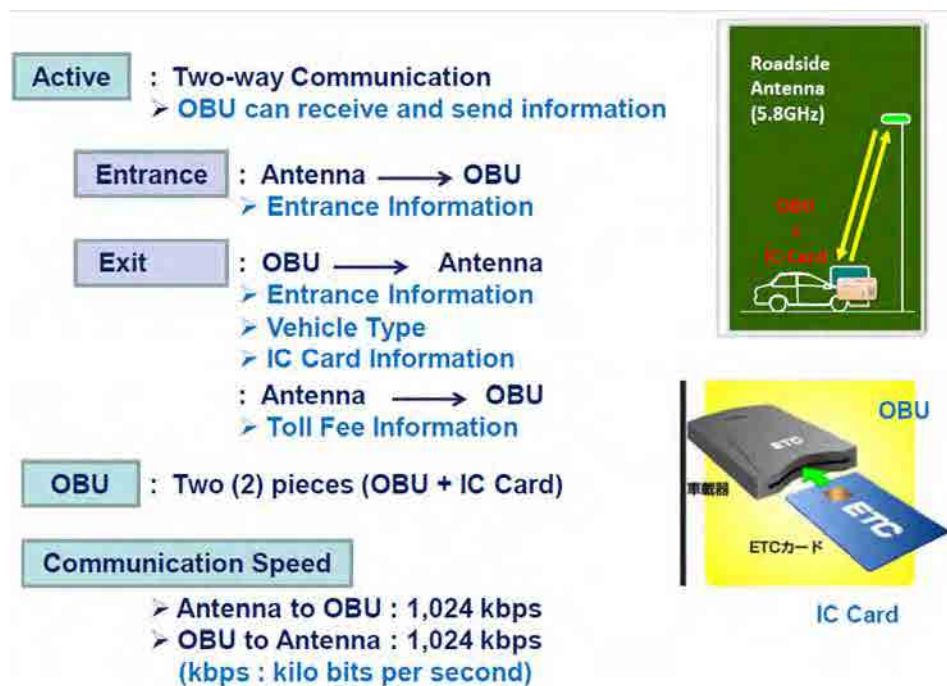 Active : Two-way Communication
➢ OBU can receive and send information
Entrance : Antenna → OBU
➢ Entrance Information
Exit : OBU → Antenna
➢ Entrance Information
➢ Vehicle Type
➢ IC Card Information
: Antenna → OBU
➢ Toll Fee Information
OBU : Two (2) pieces (OBU + IC Card)
Communication Speed
➢ Antenna to OBU : 1,024 kbps
➢ OBU to Antenna : 1,024 kbps
(kbps : kilo bits per second)
Roadside
Antenna
(5.8GHz)
OBU
+
IC Card
OBU
ETC
車載器
ETC
ETCカード
IC Card